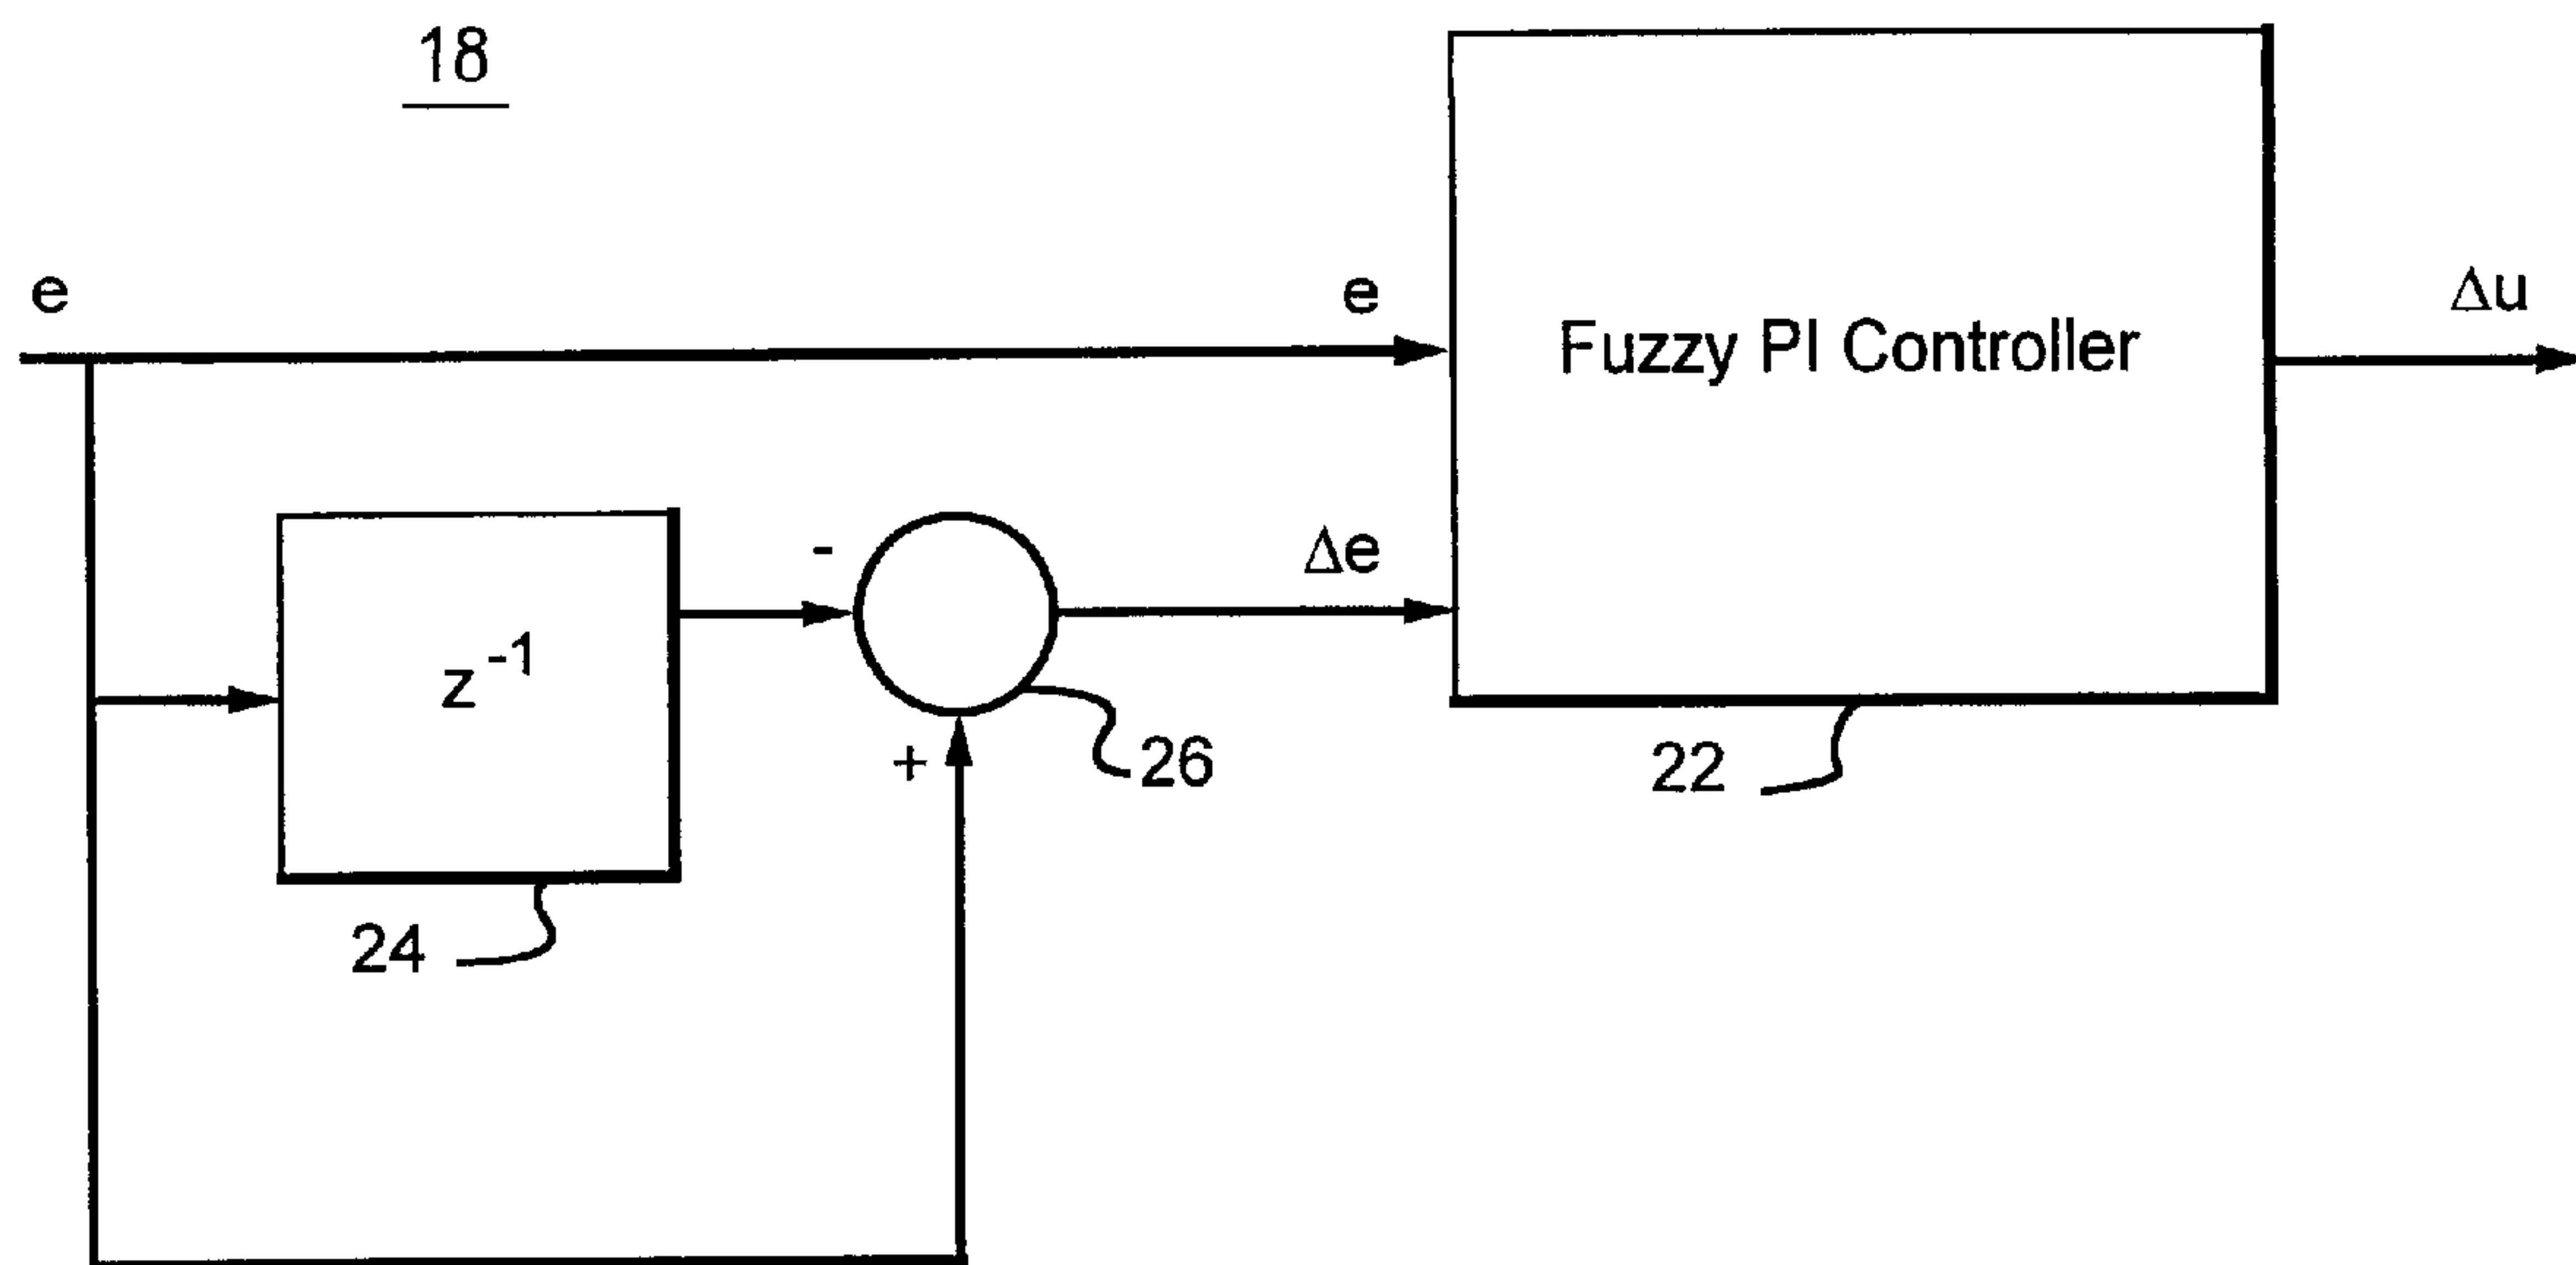 18
e
e
Δu
Fuzzy PI Controller
-
Δe
z⁻¹
+
26
22
24